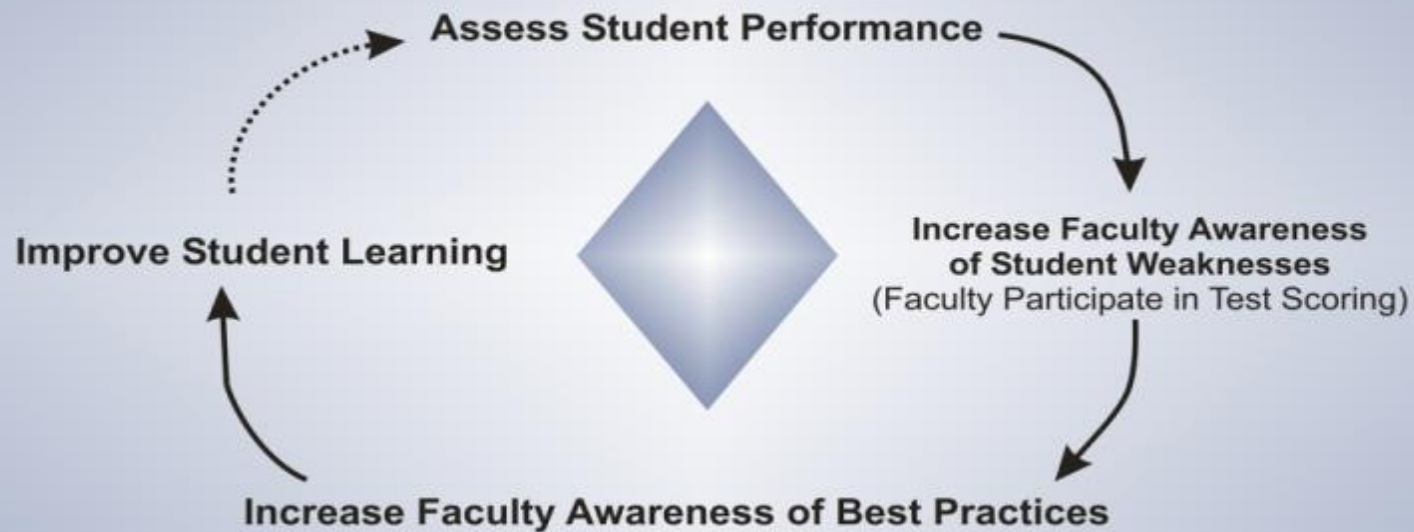 Assess Student Performance
Increase Faculty Awareness
of Student Weaknesses
(Faculty Participate in Test Scoring)
Increase Faculty Awareness of Best Practices
Improve Student Learning